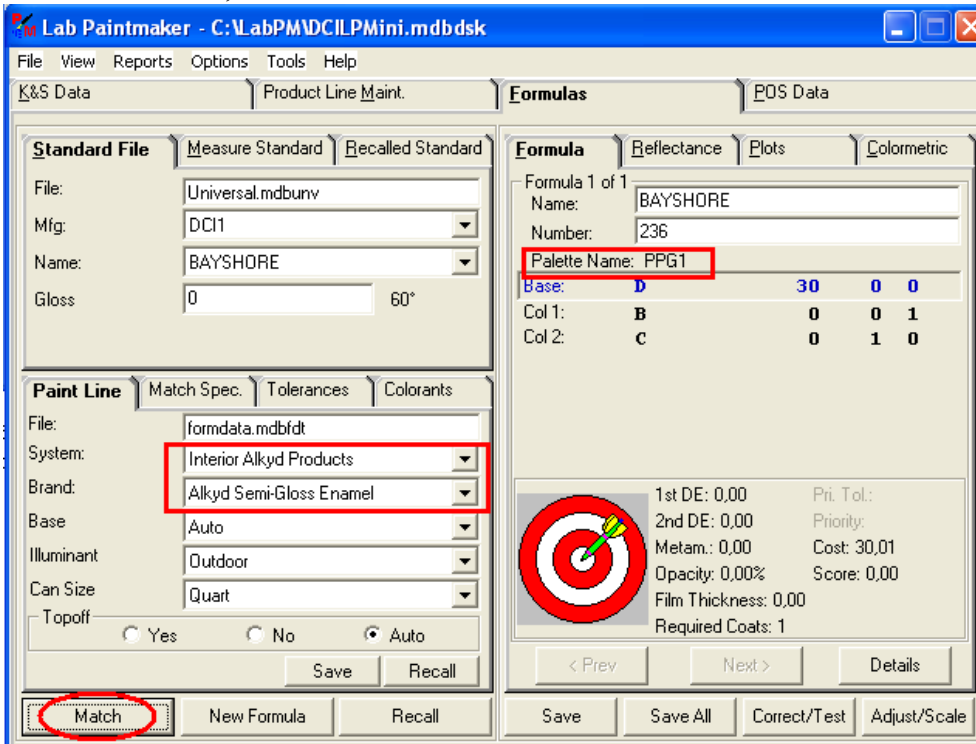 Lab Paintmaker - C:\LabPM\DCILPMini.mdbdsk
File View Reports Options Tools Help
K&S Data Product Line Maint. Formulas POS Data
Standard File Measure Standard Recalled Standard
File: Universal.mdbunv
Mfg: DCI1
Name: BAYSHORE
Gloss 0 60°
Paint Line Match Spec. Tolerances Colorants
File: formdata.mdbfdt
System: Interior Alkyd Products
Brand: Alkyd Semi-Gloss Enamel
Base Auto
Illuminant Outdoor
Can Size Quart
Topoff
Yes No Auto
Save Recall
Match New Formula Recall
Formula Reflectance Plots Colormetric
Formula 1 of 1
Name: BAYSHORE
Number: 236
Palette Name: PPG1
Base: D 30 0 0
Col 1: B 0 0 1
Col 2: C 0 1 0
1st DE: 0,00 Pri. Tol.:
2nd DE: 0,00 Priority:
Metam.: 0,00 Cost: 30,01
Opacity: 0,00% Score: 0,00
Film Thickness: 0,00
Required Coats: 1
< Prev Next > Details
Save Save All Correct/Test Adjust/Scale